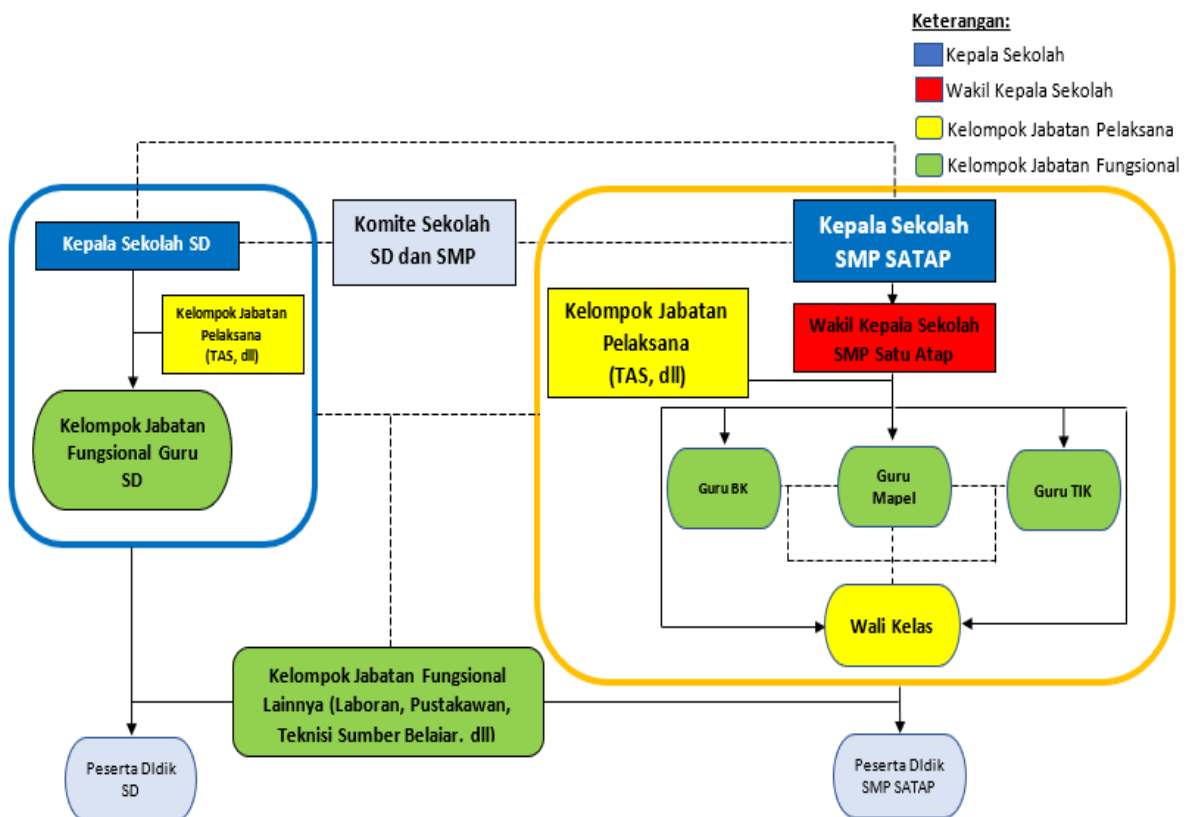 Keterangan:
Kepala Sekolah
Wakil Kepala Sekolah
Kelompok Jabatan Pelaksana
Kelompok Jabatan Fungsional
Kepala Sekolah SD
Komite Sekolah
SD dan SMP
Kepala Sekolah
SMP SATAP
Kelompok Jabatan
Pelaksana
(TAS, dll)
Kelompok Jabatan
Pelaksana
(TAS, dll)
Wakil Kepala Sekolah
SMP Satu Atap
Kelompok Jabatan
Fungsional Guru
SD
Guru BK
Guru
Mapel
Guru TIK
Wali Kelas
Kelompok Jabatan Fungsional
Lainnya (Laboran, Pustakawan,
Teknisi Sumber Belaiar. dll)
Peserta DIdik
SD
Peserta DIdik
SMP SATAP